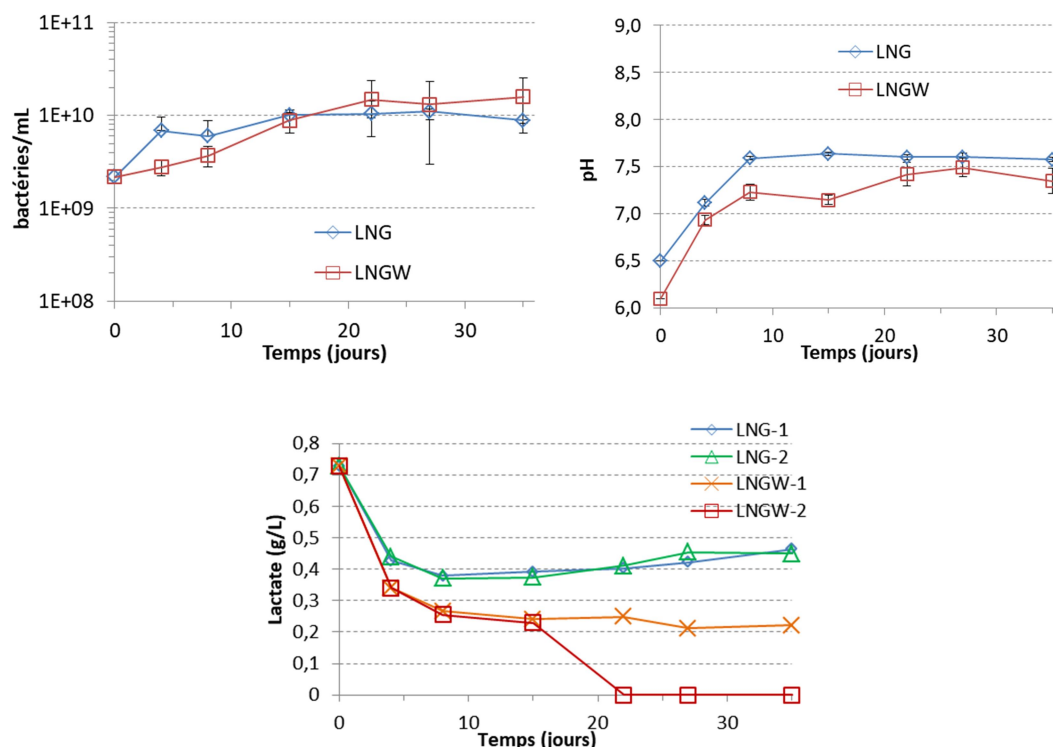 1E+11
1E+10
1E+09
1E+08
bactéries/mL
LNG
LNGW
0
10
20
30
Temps (jours)
9,0
8,5
8,0
7,5
7,0
6,5
6,0
pH
LNG
LNGW
0
10
20
30
Temps (jours)
0,8
0,7
0,6
0,5
0,4
0,3
0,2
0,1
0
Lactate (g/L)
LNG-1
LNG-2
LNGW-1
LNGW-2
0
10
20
30
Temps (jours)